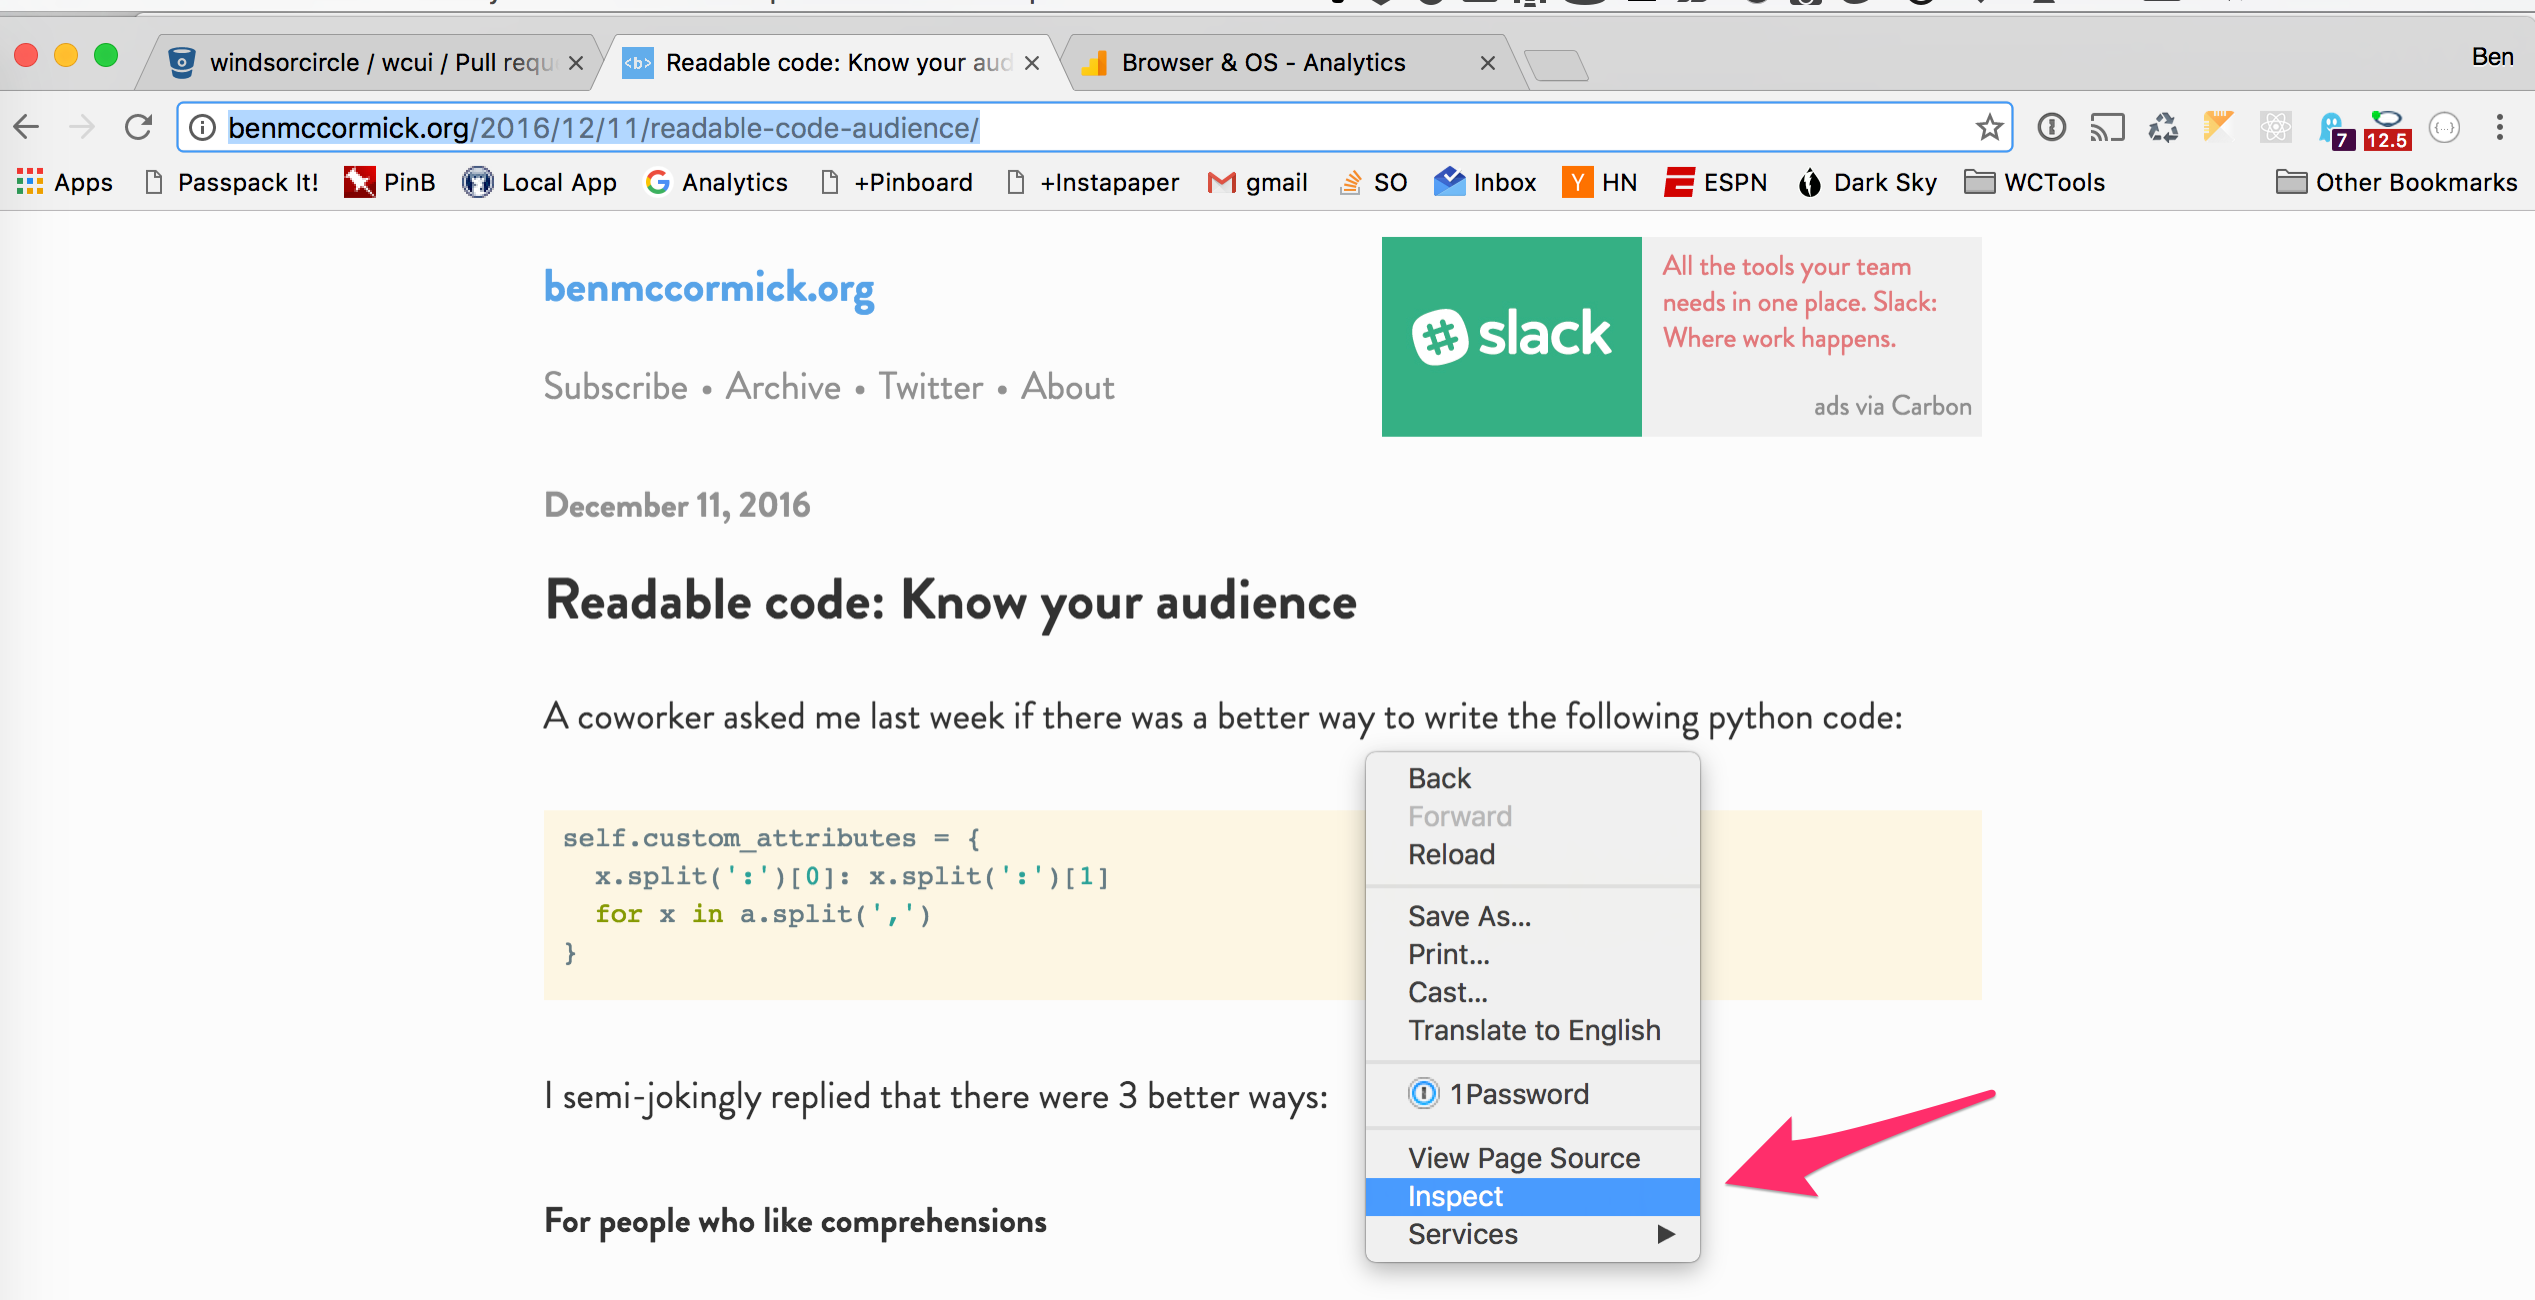 windsorcircle / wcui / Pull requ
Readable code: Know your aud
Browser & OS - Analytics
Ben
benmccormick.org/2016/12/11/readable-code-audience/
7
12.5
Apps
Passpack It!
PinB
Local App
Analytics
+Pinboard
+Instapaper
gmail
SO
Inbox
HN
ESPN
Dark Sky
WCTools
Other Bookmarks
benmccormick.org
Subscribe • Archive • Twitter • About
slack
All the tools your team
needs in one place. Slack:
Where work happens.
ads via Carbon
December 11, 2016
Readable code: Know your audience
A coworker asked me last week if there was a better way to write the following python code:
self.custom_attributes = {
x.split(':')[0]: x.split(':')[1]
for x in a.split(',')
}
I semi-jokingly replied that there were 3 better ways:
For people who like comprehensions
Back
Forward
Reload
Save As...
Print...
Cast...
Translate to English
1Password
View Page Source
Inspect
Services